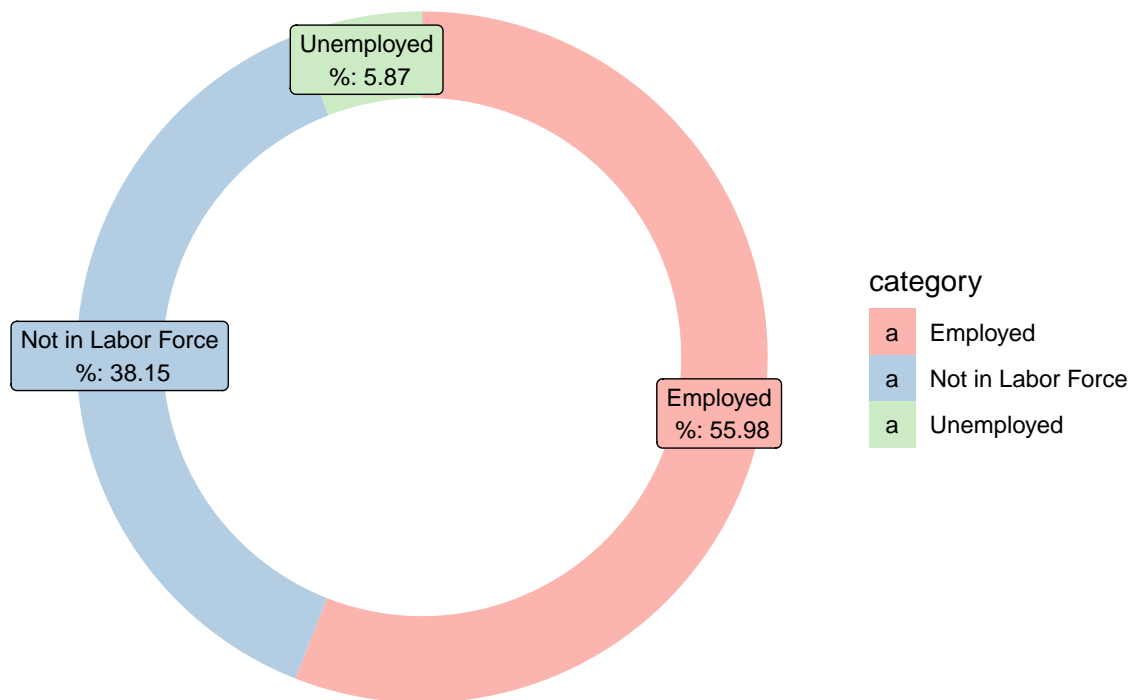 Unemployed
%: 5.87
Not in Labor Force
%: 38.15
Employed
%: 55.98
category
a Employed
a Not in Labor Force
a Unemployed